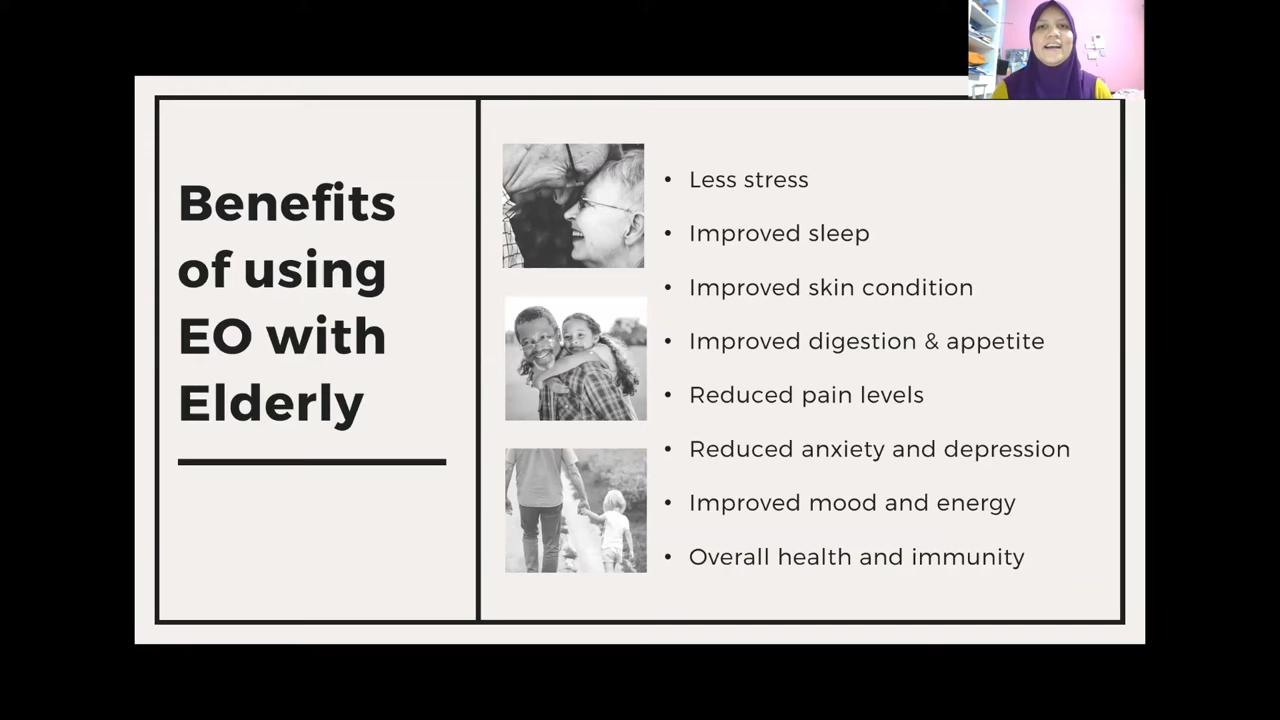 Benefits
of using
EO with
Elderly
• Less stress
• Improved sleep
• Improved skin condition
• Improved digestion & appetite
• Reduced pain levels
• Reduced anxiety and depression
• Improved mood and energy
• Overall health and immunity